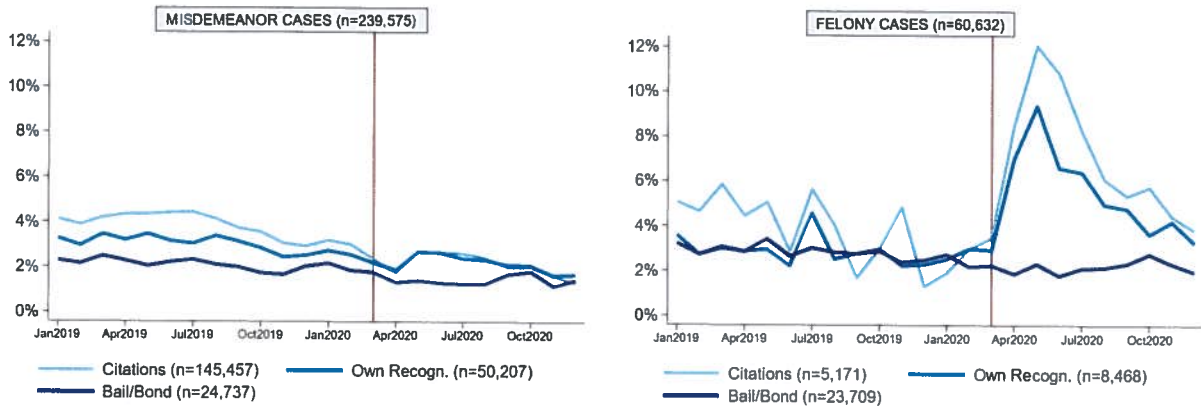 MISDEMEANOR CASES (n=239,575)
12%
10%
8%
6%
4%
2%
0%
Jan2019 Apr2019 Jul2019 Oct2019 Jan2020 Apr2020 Jul2020 Oct2020
Citations (n=145,457) Own Recogn. (n=50,207)
Bail/Bond (n=24,737)
FELONY CASES (n=60,632)
12%
10%
8%
6%
4%
2%
0%
Jan2019 Apr2019 Jul2019 Oct2019 Jan2020 Apr2020 Jul2020 Oct2020
Citations (n=5,171) Own Recogn. (n=8,468)
Bail/Bond (n=23,709)